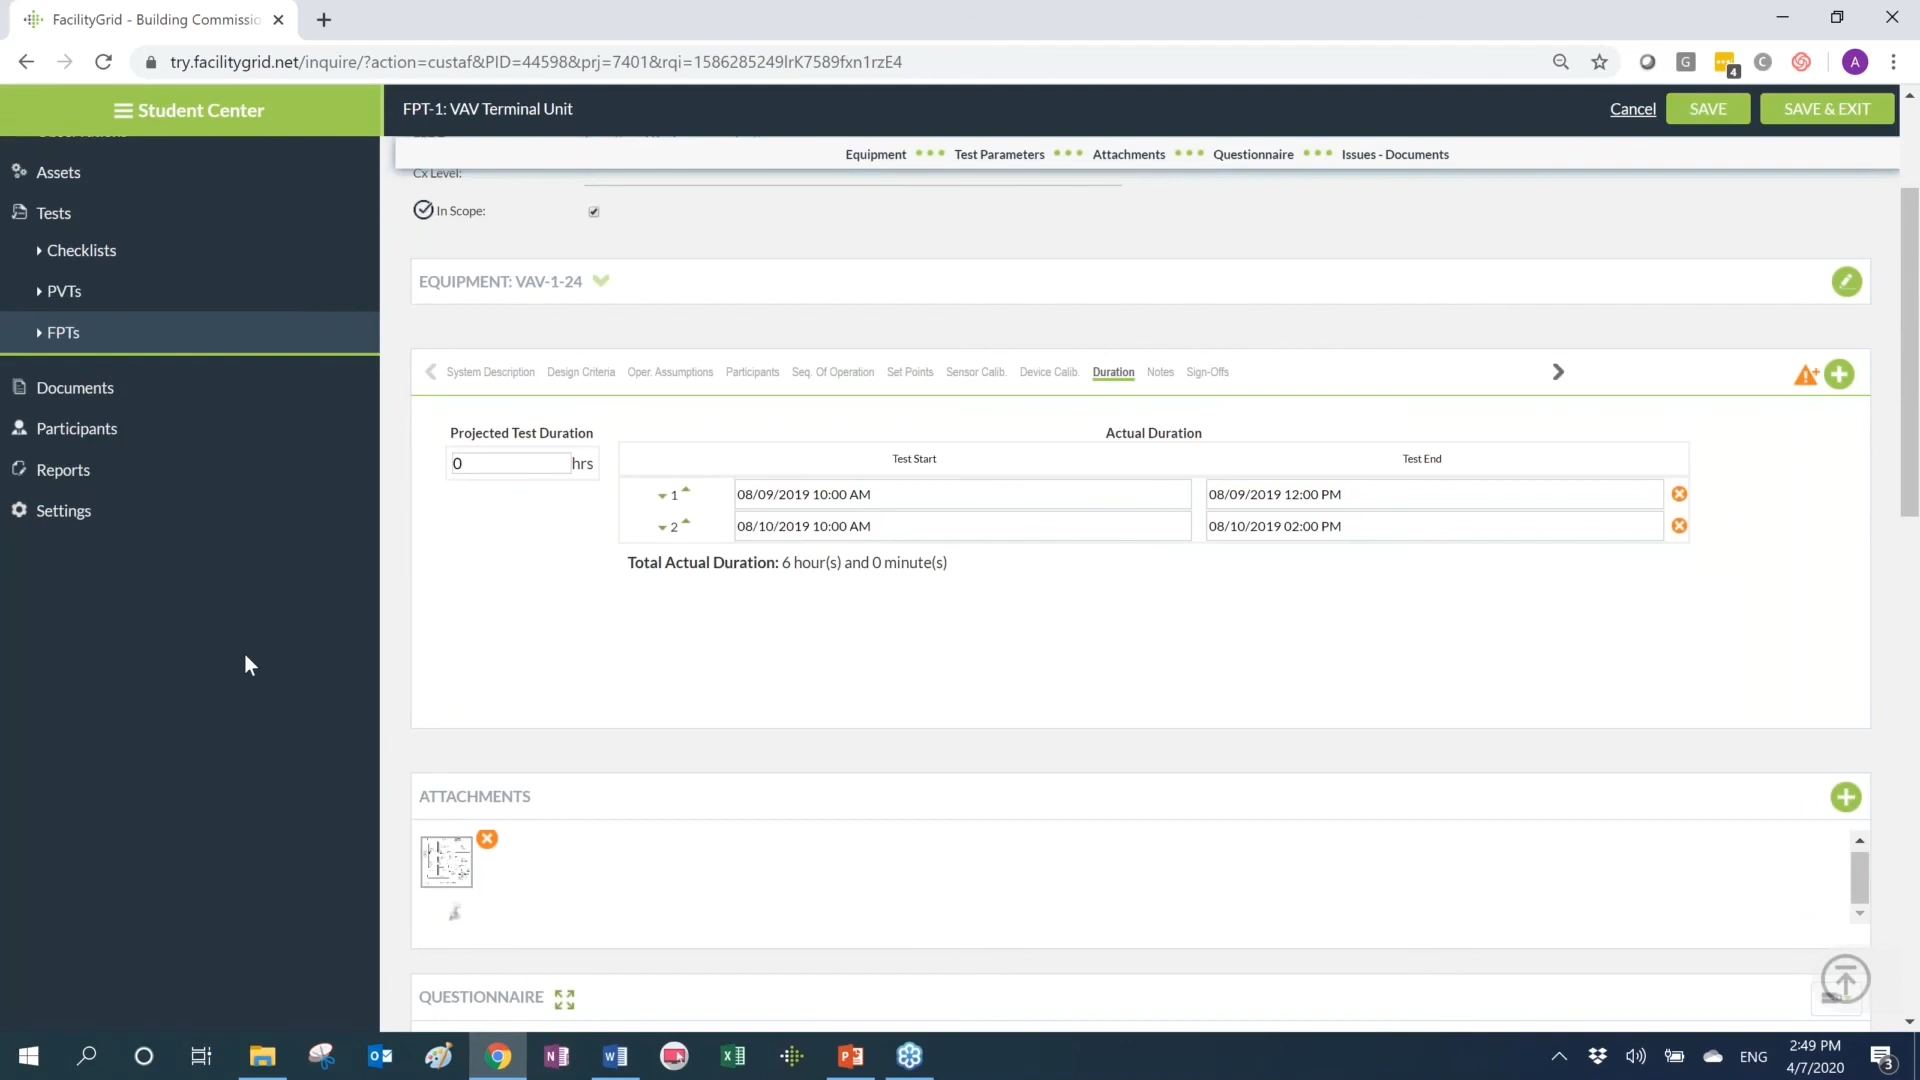 FacilityGrid - Building Commissio
try.facilitygrid.net/inquire/?action=custaf&PID=44598&prj=7401&rqi=1586285249lrK7589fxn1rzE4
G
4
C
A
Student Center
FPT-1: VAV Terminal Unit
Cancel
SAVE
SAVE & EXIT
Observations
Equipment
Test Parameters
Attachments
Questionnaire
Issues - Documents
Assets
Cx Level:
Tests
In Scope:
Checklists
PVTs
EQUIPMENT: VAV-1-24
FPTs
System Description
Design Criteria
Oper. Assumptions
Participants
Seq. Of Operation
Set Points
Sensor Calib.
Device Calib.
Duration
Notes
Sign-Offs
Documents
Participants
Projected Test Duration
Actual Duration
0 hrs
Test Start
Test End
Reports
1
08/09/2019 10:00 AM
08/09/2019 12:00 PM
Settings
2
08/10/2019 10:00 AM
08/10/2019 02:00 PM
Total Actual Duration: 6 hour(s) and 0 minute(s)
ATTACHMENTS
QUESTIONNAIRE
ENG
2:49 PM
4/7/2020
3